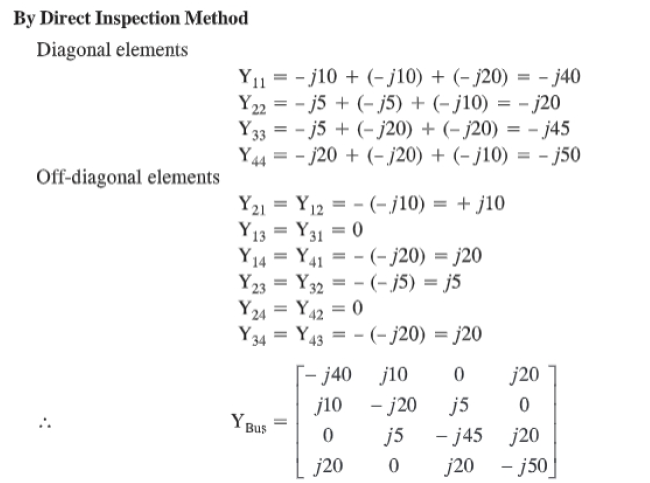 By Direct Inspection Method
Diagonal elements
Y₁₁ = – j10 + (– j10) + (– j20) = – j40
Y₂₂ = – j5 + (– j5) + (– j10) = – j20
Y₃₃ = – j5 + (– j20) + (– j20) = – j45
Y₄₄ = – j20 + (– j20) + (– j10) = – j50
Off-diagonal elements
Y₂₁ = Y₁₂ = – (– j10) = + j10
Y₁₃ = Y₃₁ = 0
Y₁₄ = Y₄₁ = – (– j20) = j20
Y₂₃ = Y₃₂ = – (– j5) = j5
Y₂₄ = Y₄₂ = 0
Y₃₄ = Y₄₃ = – (– j20) = j20
– j40 j10 0 j20
j10 – j20 j5 0
∴ Y_Bus =
0 j5 – j45 j20
j20 0 j20 – j50